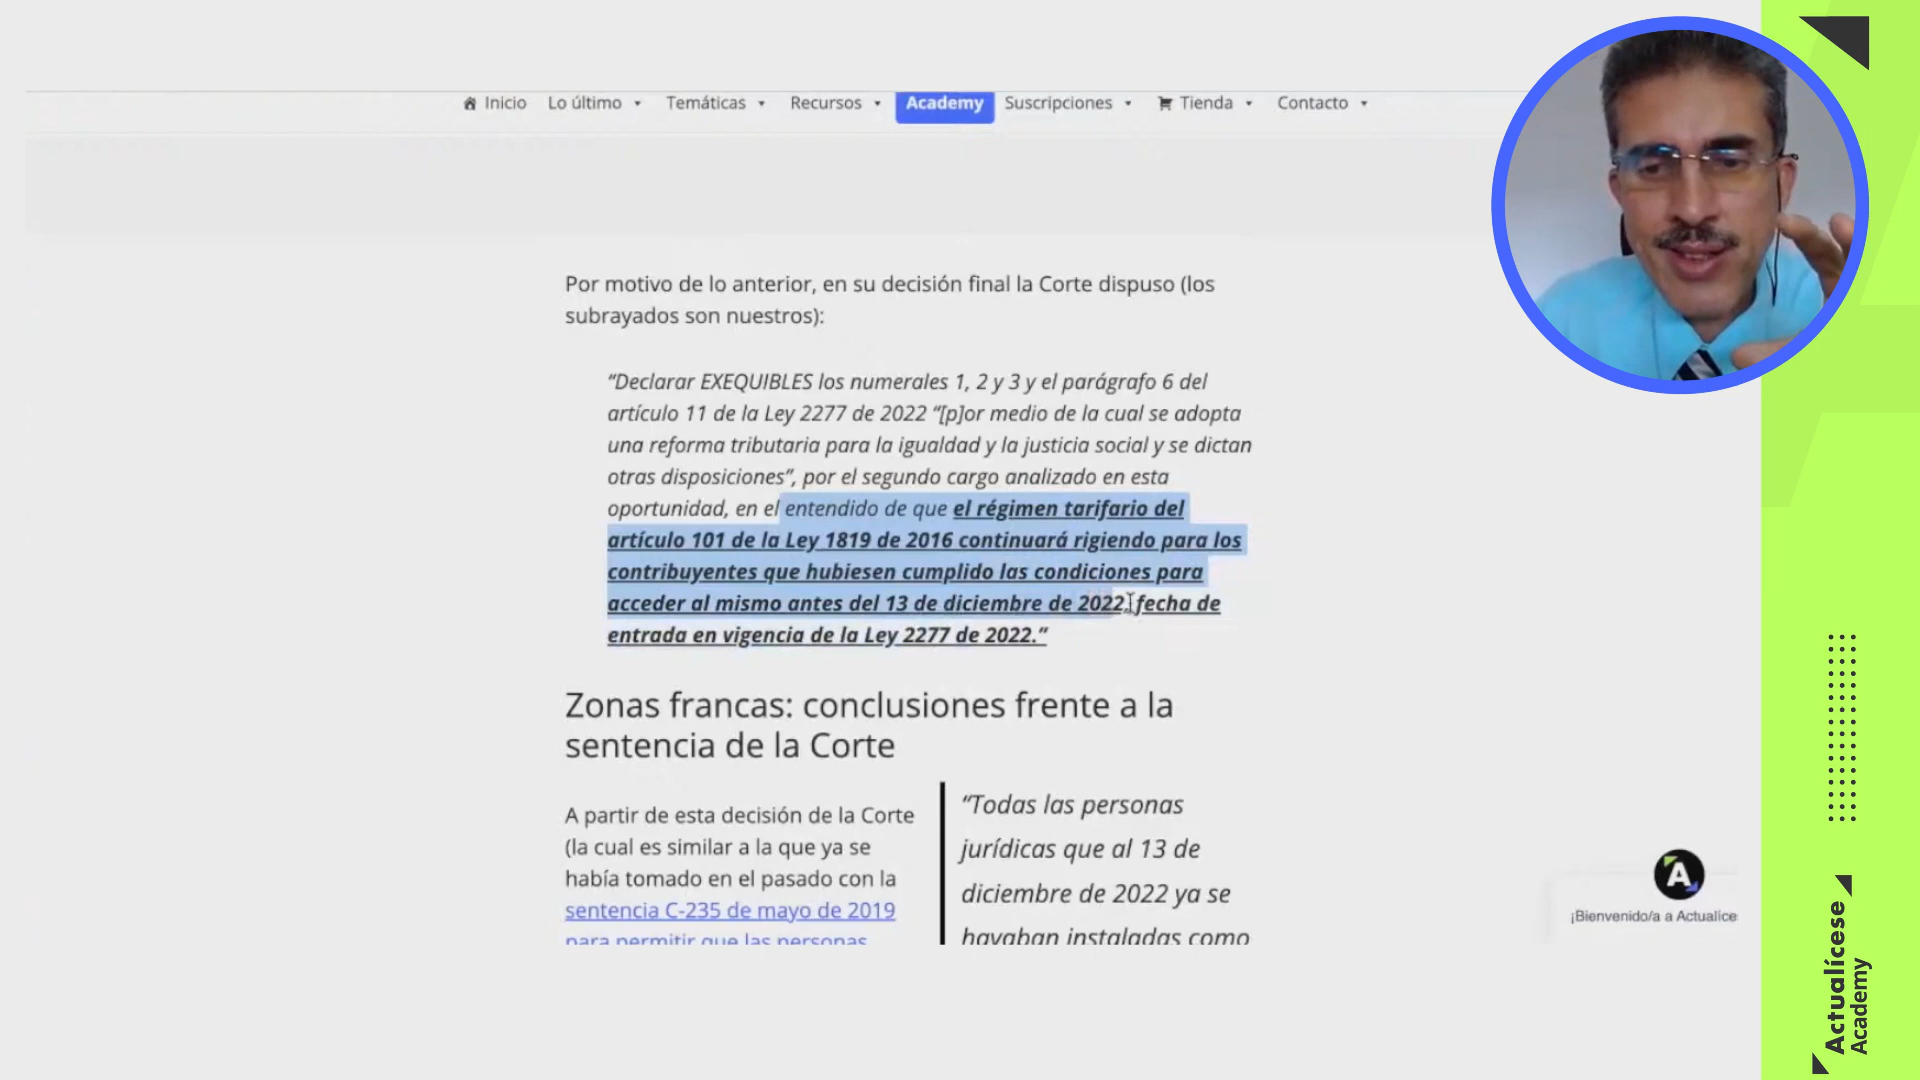 Inicio Lo último Temáticas Recursos Academy Suscripciones Tienda Contacto
Por motivo de lo anterior, en su decisión final la Corte dispuso (los
subrayados son nuestros):
“Declarar EXEQUIBLES los numerales 1, 2 y 3 y el parágrafo 6 del
artículo 11 de la Ley 2277 de 2022 “[p]or medio de la cual se adopta
una reforma tributaria para la igualdad y la justicia social y se dictan
otras disposiciones”, por el segundo cargo analizado en esta
oportunidad, en el entendido de que el régimen tarifario del
artículo 101 de la Ley 1819 de 2016 continuará rigiendo para los
contribuyentes que hubiesen cumplido las condiciones para
acceder al mismo antes del 13 de diciembre de 2022, fecha de
entrada en vigencia de la Ley 2277 de 2022.”
Zonas francas: conclusiones frente a la
sentencia de la Corte
A partir de esta decisión de la Corte
(la cual es similar a la que ya se
había tomado en el pasado con la
sentencia C-235 de mayo de 2019
para permitir que las personas
“Todas las personas
jurídicas que al 13 de
diciembre de 2022 ya se
hayaban instaladas como
A
¡Bienvenido/a a Actualíce
Actualícese
Academy